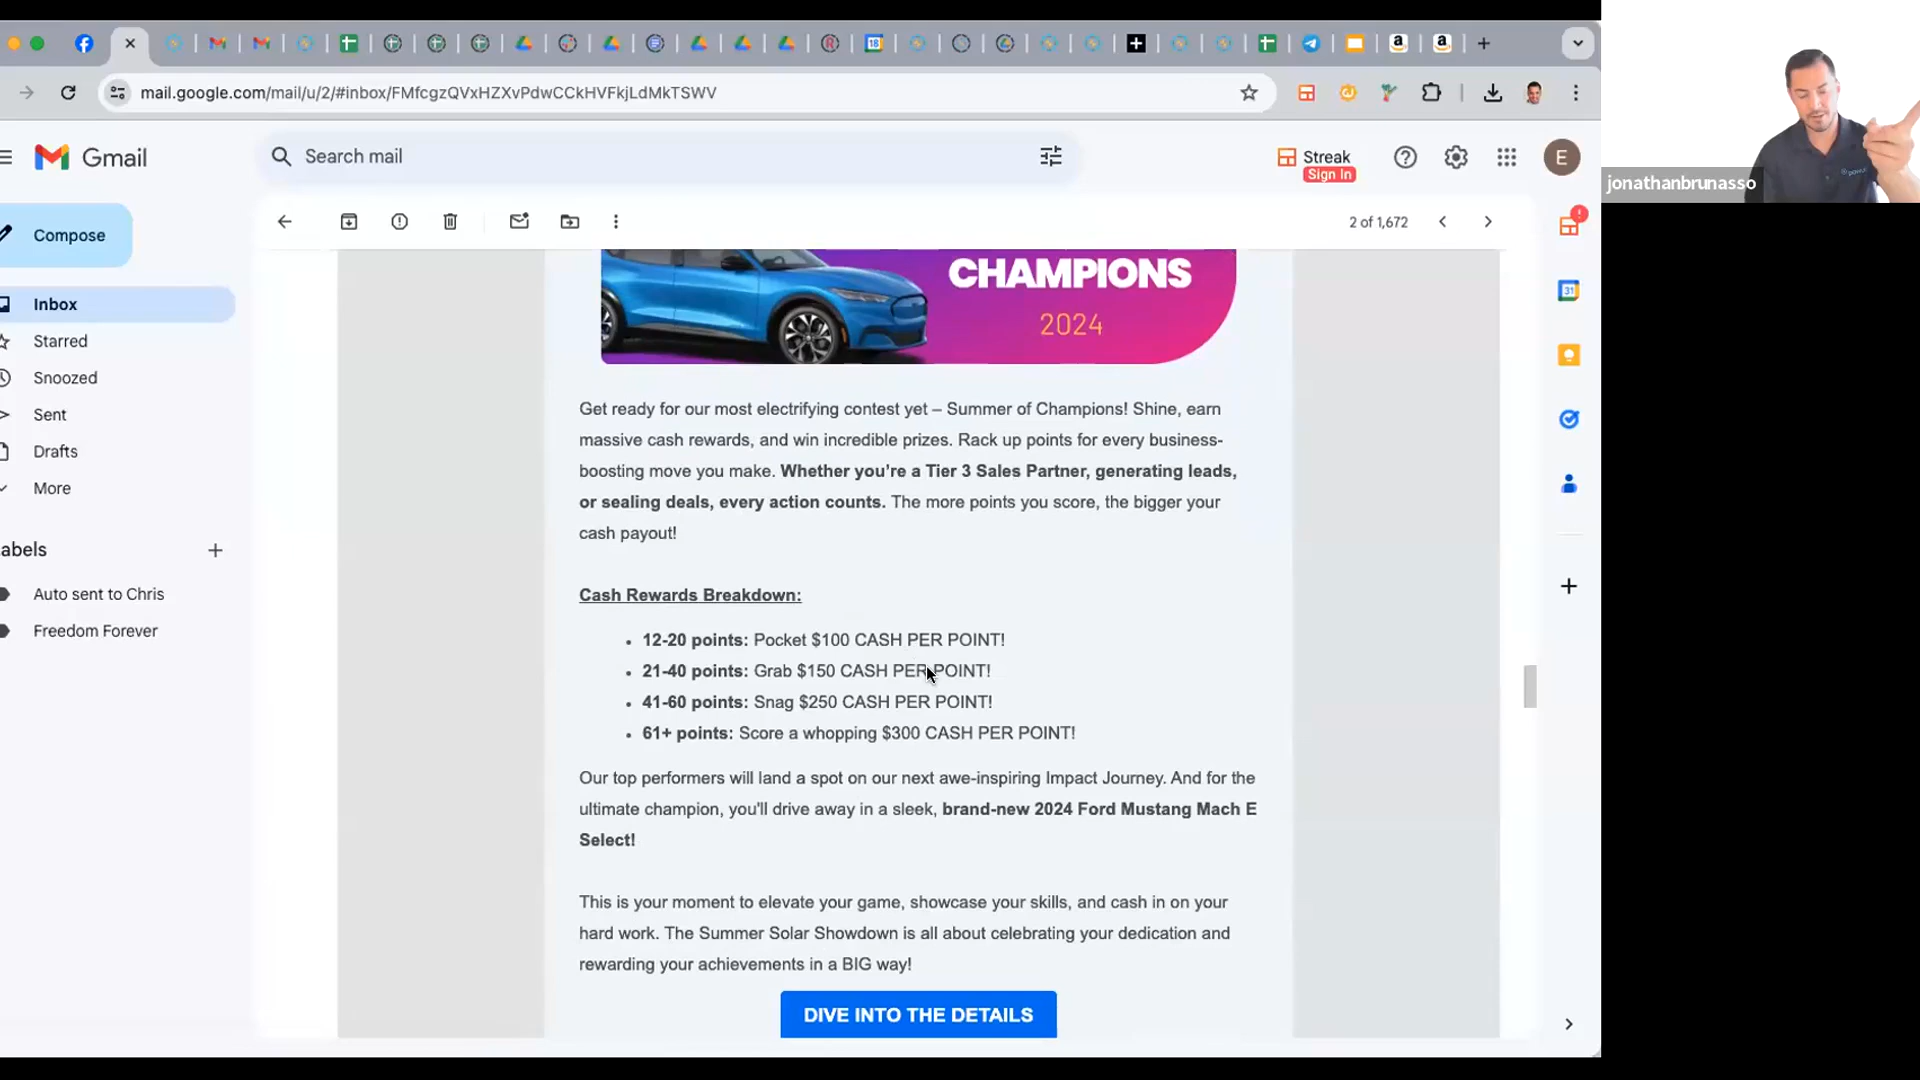 mail.google.com/mail/u/2/#inbox/FMfcgzQVxHZXvPdwCCkHVFkjLdMkTSWV
Gmail
Search mail
Streak
Sign In
E
jonathanbrunasso
Compose
2 of 1,672
Inbox
Starred
Snoozed
Sent
Drafts
More
abels
Auto sent to Chris
Freedom Forever
CHAMPIONS
2024
Get ready for our most electrifying contest yet – Summer of Champions! Shine, earn
massive cash rewards, and win incredible prizes. Rack up points for every business-
boosting move you make. Whether you're a Tier 3 Sales Partner, generating leads,
or sealing deals, every action counts. The more points you score, the bigger your
cash payout!
Cash Rewards Breakdown:
12-20 points: Pocket $100 CASH PER POINT!
21-40 points: Grab $150 CASH PER POINT!
41-60 points: Snag $250 CASH PER POINT!
61+ points: Score a whopping $300 CASH PER POINT!
Our top performers will land a spot on our next awe-inspiring Impact Journey. And for the
ultimate champion, you'll drive away in a sleek, brand-new 2024 Ford Mustang Mach E
Select!
This is your moment to elevate your game, showcase your skills, and cash in on your
hard work. The Summer Solar Showdown is all about celebrating your dedication and
rewarding your achievements in a BIG way!
DIVE INTO THE DETAILS